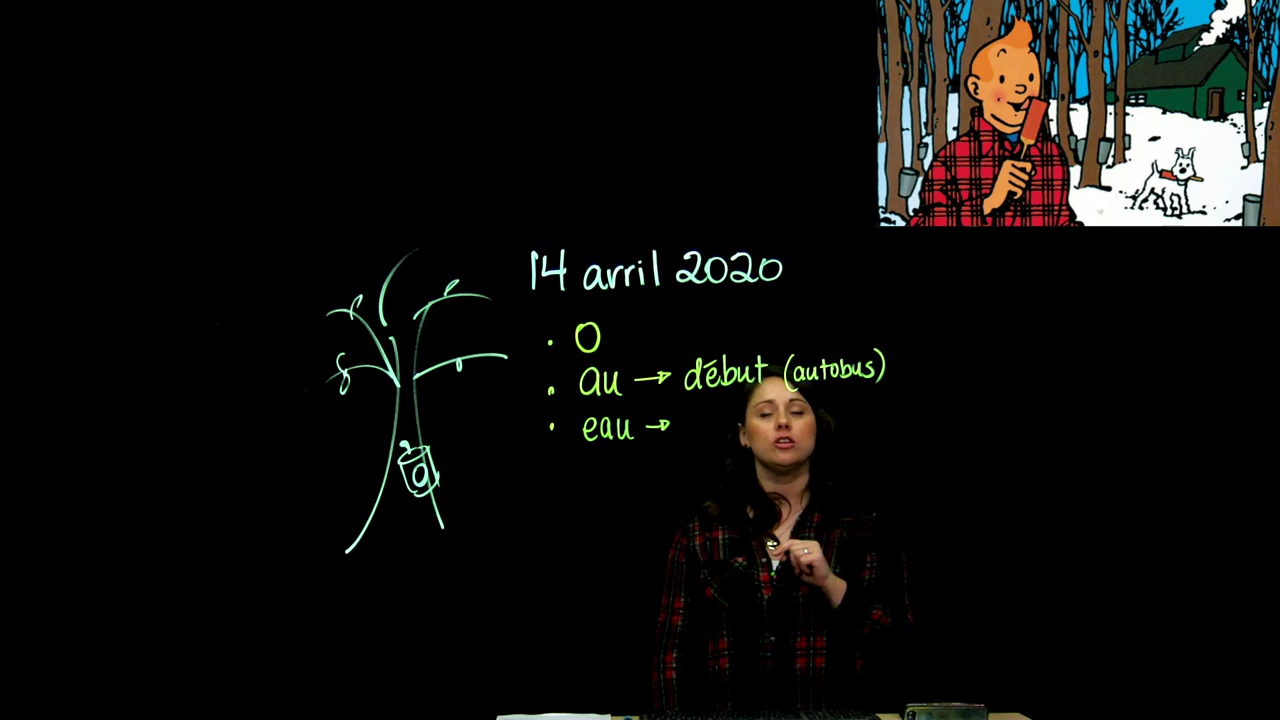 14 avril 2020
• O
• au → début (autobus)
• eau →